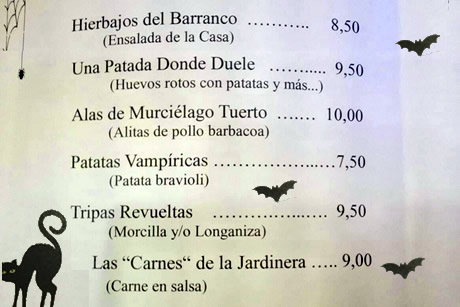 Hierbajos del Barranco ……….. 8,50
(Ensalada de la Casa)
Una Patada Donde Duele …….... 9,50
(Huevos rotos con patatas y más...)
Alas de Murciélago Tuerto ….… 10,00
(Alitas de pollo barbacoa)
Patatas Vampíricas ……………..…7,50
(Patata bravioli)
Tripas Revueltas ……….…..…. 9,50
(Morcilla y/o Longaniza)
Las “Carnes“ de la Jardinera ….. 9,00
(Carne en salsa)